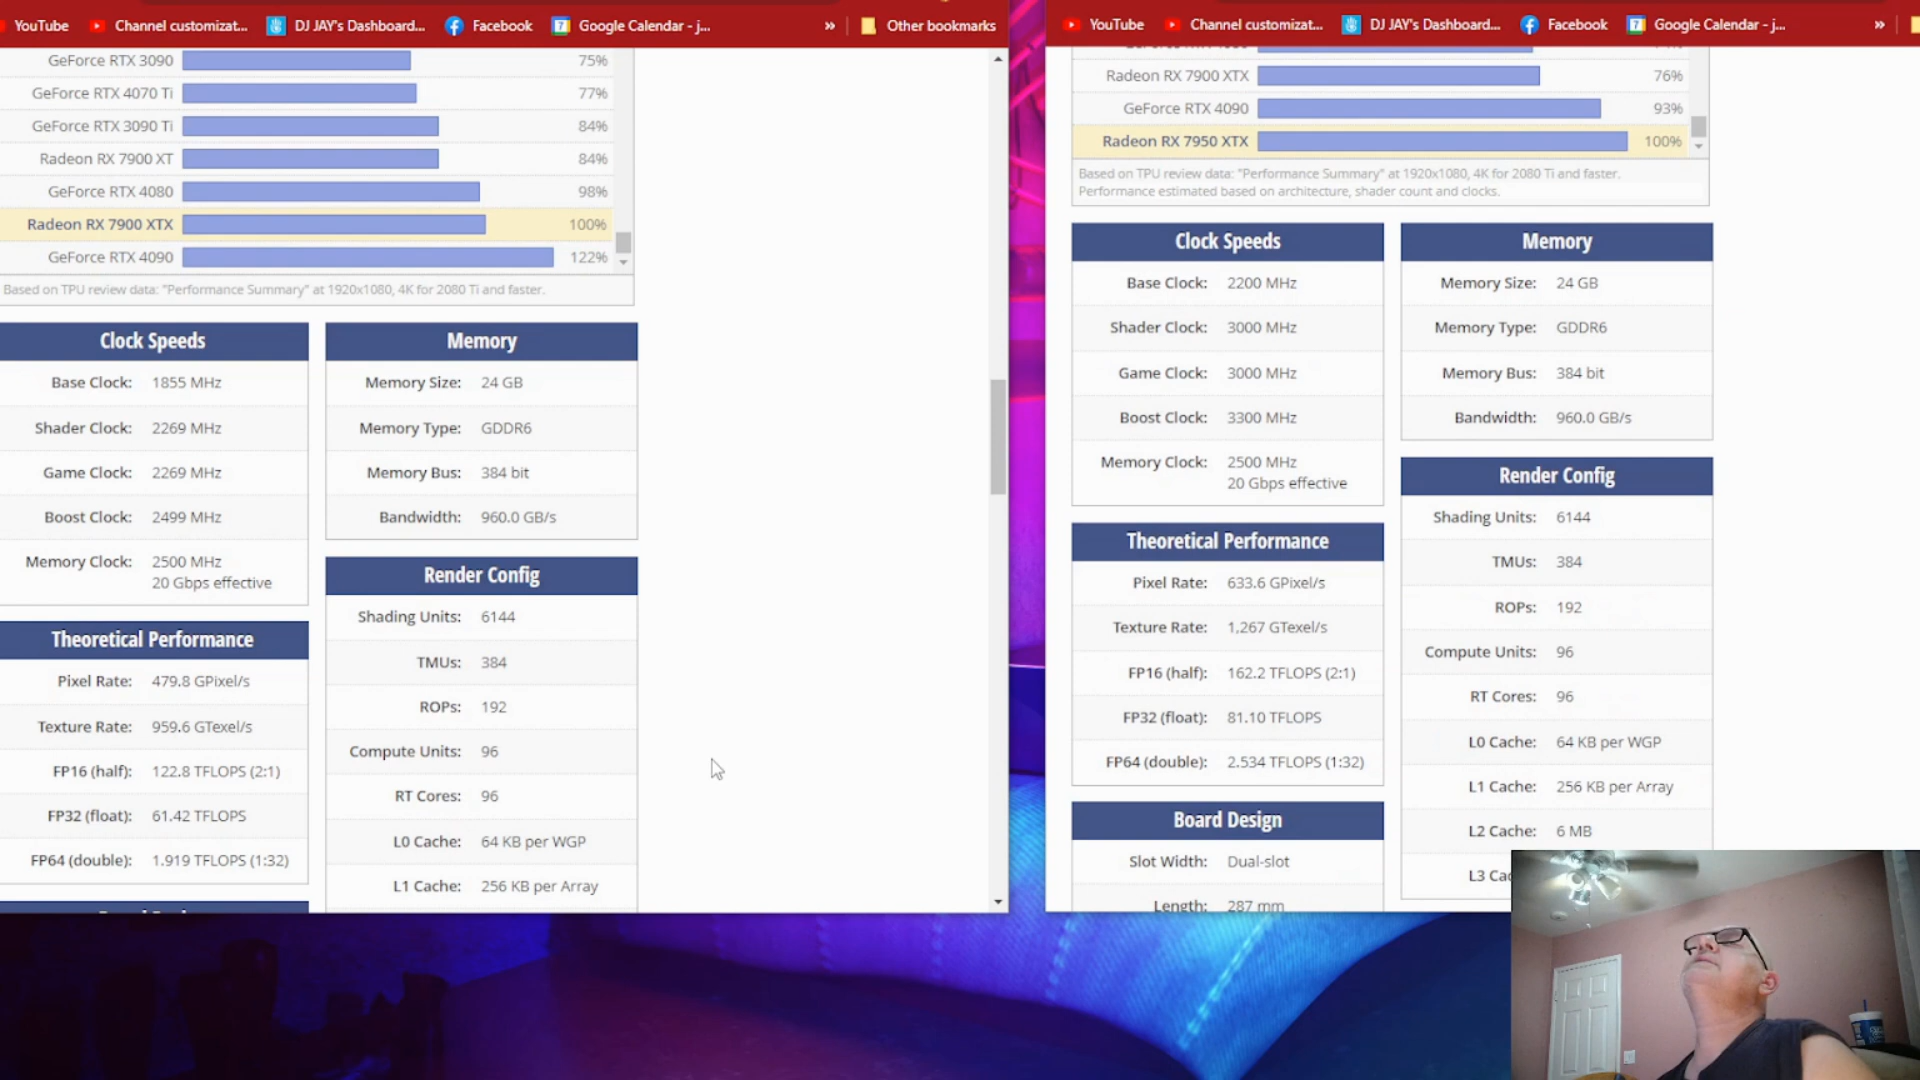 YouTube
Channel customizat...
DJ JAY's Dashboard...
Facebook
7
Google Calendar - j...
»
Other bookmarks
GeForce RTX 3090 75%
GeForce RTX 4070 Ti 77%
GeForce RTX 3090 Ti 84%
Radeon RX 7900 XT 84%
GeForce RTX 4080 98%
Radeon RX 7900 XTX 100%
GeForce RTX 4090 122%
Based on TPU review data: "Performance Summary" at 1920x1080, 4K for 2080 Ti and faster.
Clock Speeds
Base Clock: 1855 MHz
Shader Clock: 2269 MHz
Game Clock: 2269 MHz
Boost Clock: 2499 MHz
Memory Clock: 2500 MHz
20 Gbps effective
Theoretical Performance
Pixel Rate: 479.8 GPixel/s
Texture Rate: 959.6 GTexel/s
FP16 (half): 122.8 TFLOPS (2:1)
FP32 (float): 61.42 TFLOPS
FP64 (double): 1.919 TFLOPS (1:32)
Memory
Memory Size: 24 GB
Memory Type: GDDR6
Memory Bus: 384 bit
Bandwidth: 960.0 GB/s
Render Config
Shading Units: 6144
TMUs: 384
ROPs: 192
Compute Units: 96
RT Cores: 96
L0 Cache: 64 KB per WGP
L1 Cache: 256 KB per Array
YouTube
Channel customizat...
DJ JAY's Dashboard...
Facebook
7
Google Calendar - j...
»
Radeon RX 7900 XTX 76%
GeForce RTX 4090 93%
Radeon RX 7950 XTX 100%
Based on TPU review data: "Performance Summary" at 1920x1080, 4K for 2080 Ti and faster.
Performance estimated based on architecture, shader count and clocks.
Clock Speeds
Base Clock: 2200 MHz
Shader Clock: 3000 MHz
Game Clock: 3000 MHz
Boost Clock: 3300 MHz
Memory Clock: 2500 MHz
20 Gbps effective
Theoretical Performance
Pixel Rate: 633.6 GPixel/s
Texture Rate: 1,267 GTexel/s
FP16 (half): 162.2 TFLOPS (2:1)
FP32 (float): 81.10 TFLOPS
FP64 (double): 2.534 TFLOPS (1:32)
Board Design
Slot Width: Dual-slot
Length: 287 mm
Memory
Memory Size: 24 GB
Memory Type: GDDR6
Memory Bus: 384 bit
Bandwidth: 960.0 GB/s
Render Config
Shading Units: 6144
TMUs: 384
ROPs: 192
Compute Units: 96
RT Cores: 96
L0 Cache: 64 KB per WGP
L1 Cache: 256 KB per Array
L2 Cache: 6 MB
L3 Cac